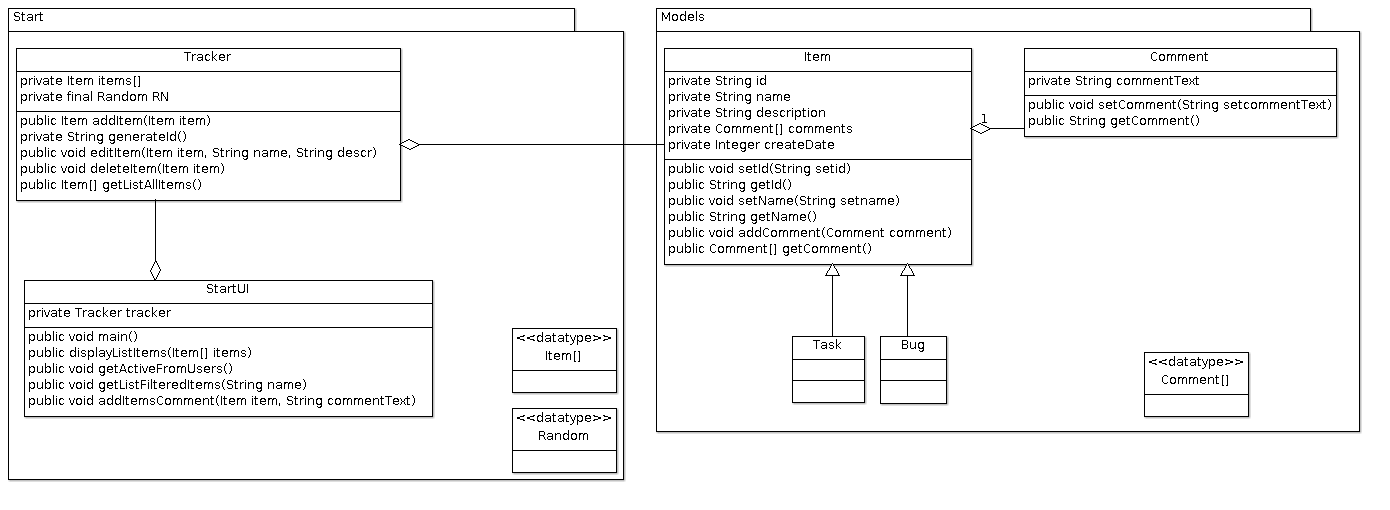 Start
Tracker
private Item items[]
private final Random RN
public Item addItem(Item item)
private String generateId()
public void editItem(Item item, String name, String descr)
public void deleteItem(Item item)
public Item[] getListAllItems()
StartUI
private Tracker tracker
public void main()
public displayListItems(Item[] items)
public void getActiveFromUsers()
public void getListFilteredItems(String name)
public void addItemsComment(Item item, String commentText)
<<datatype>>
Item[]
<<datatype>>
Random
Models
Item
private String id
private String name
private String description
private Comment[] comments
private Integer createDate
public void setId(String setid)
public String getId()
public void setName(String setname)
public String getName()
public void addComment(Comment comment)
public Comment[] getComment()
1
Comment
private String commentText
public void setComment(String setcommentText)
public String getComment()
Task
Bug
<<datatype>>
Comment[]